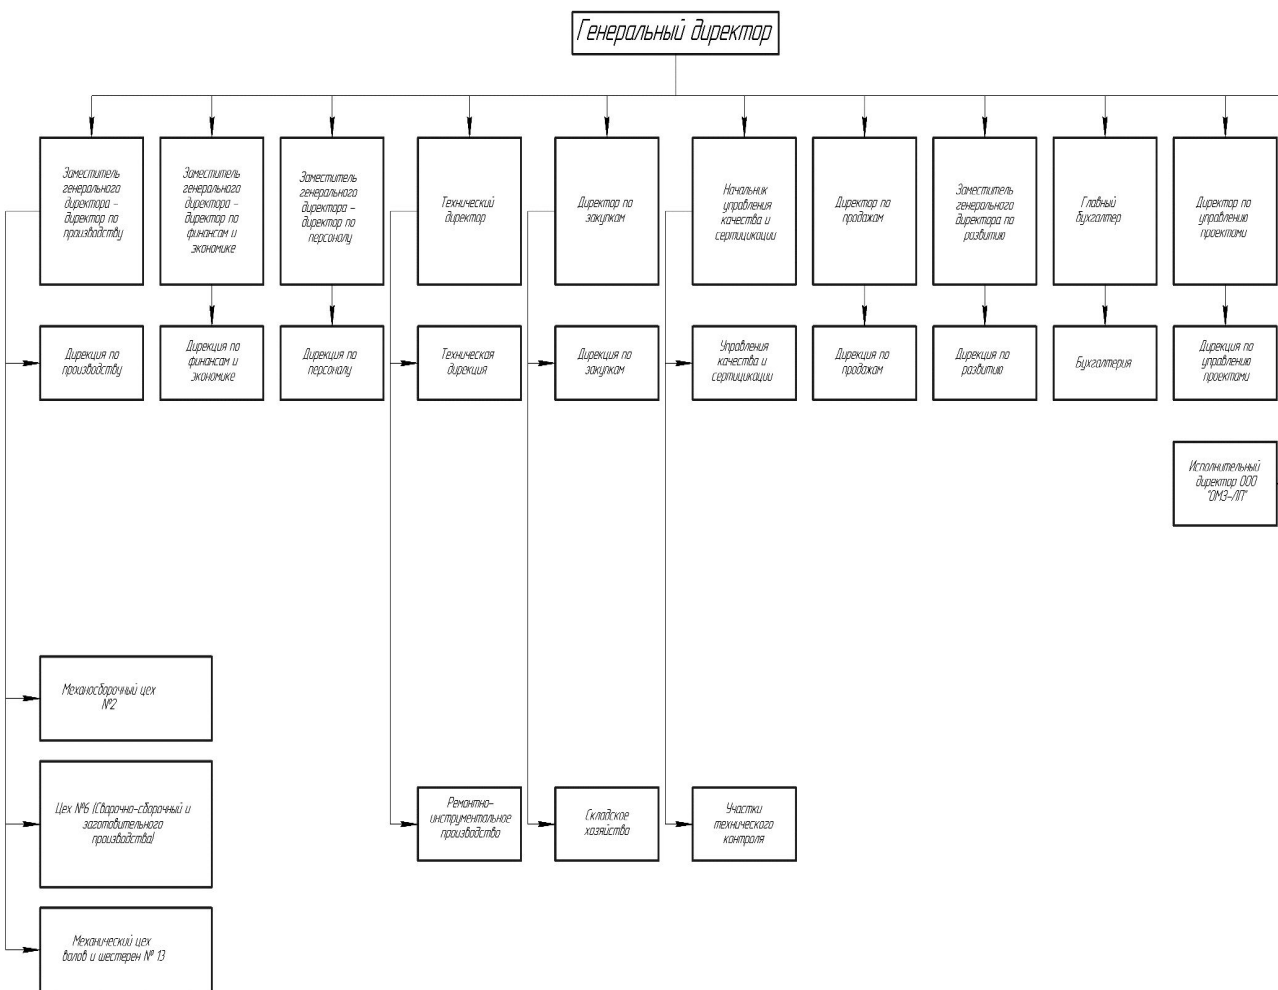 Генеральный директор
Заместитель
генерального
директора –
директор по
производству
Заместитель
генерального
директора –
директор по
финансам и
экономике
Заместитель
генерального
директора –
директор по
персоналу
Технический
директор
Директор по
закупкам
Начальник
управления
качества и
сертицикации
Директор по
продажам
Заместитель
генерального
директора по
развитию
Главный
бухгалтер
Директор по
управлению
проектами
Дирекция по
производству
Дирекция по
финансам и
экономике
Дирекция по
персоналу
Техническая
дирекция
Дирекция по
закупкам
Управления
качества и
сертицикации
Дирекция по
продажам
Дирекция по
развитию
Бухгалтерия
Дирекция по
управлению
проектами
Исполнительный
директор ООО
"ОМЗ-ЛП"
Механосборочный цех
№2
Цех №6 (Сварочно-сборочный и
заготовительного
производства)
Ремонтно-
инструментальное
производство
Складское
хозяйства
Участки
технического
контроля
Механический цех
валов и шестерен № 13